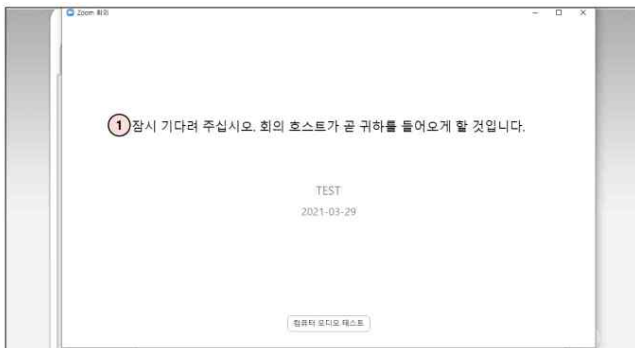 Zoom 회의
1 잠시 기다려 주십시오. 회의 호스트가 곧 귀하를 들어오게 할 것입니다.
TEST
2021-03-29
컴퓨터 오디오 테스트